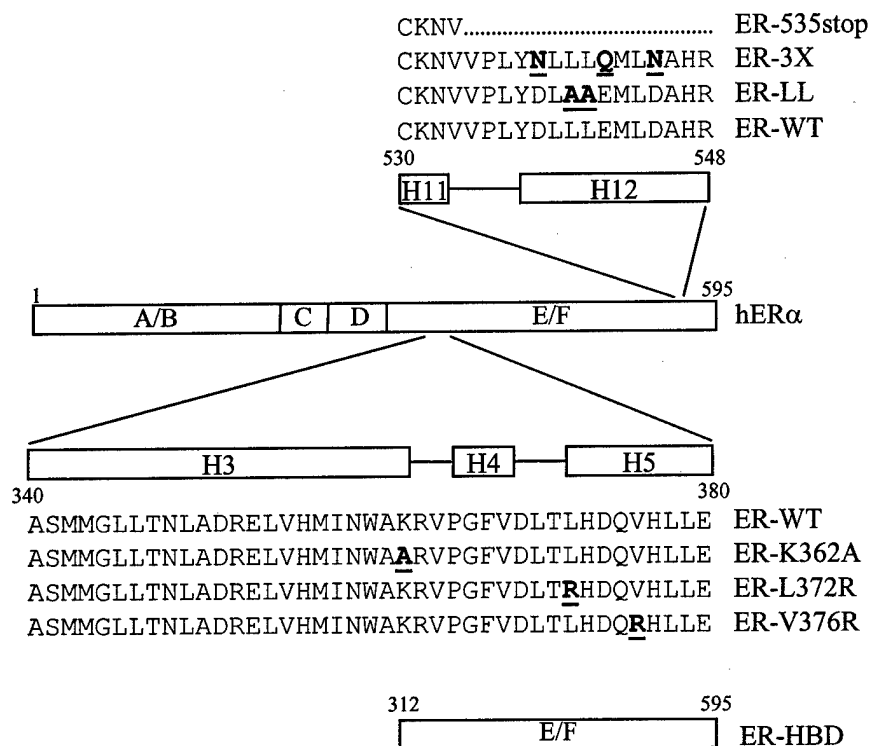 CKNV...................................... ER-535stop
CKNVVPLYNLLLQMLNAHR ER-3X
CKNVVPLYDLAAEMLDAHR ER-LL
CKNVVPLYDLLLEMLDAHR ER-WT
530 548
H11 H12
1 595
A/B C D E/F hERα
H3 H4 H5
340 380
ASMMGLLTNLADRELVHMINWAKRVPGFVDLTLHDQVHLLE ER-WT
ASMMGLLTNLADRELVHMINWAARVPGFVDLTLHDQVHLLE ER-K362A
ASMMGLLTNLADRELVHMINWAKRVPGFVDLTRHDQVHLLE ER-L372R
ASMMGLLTNLADRELVHMINWAKRVPGFVDLTLHDQRHLLE ER-V376R
312 595
E/F ER-HBD